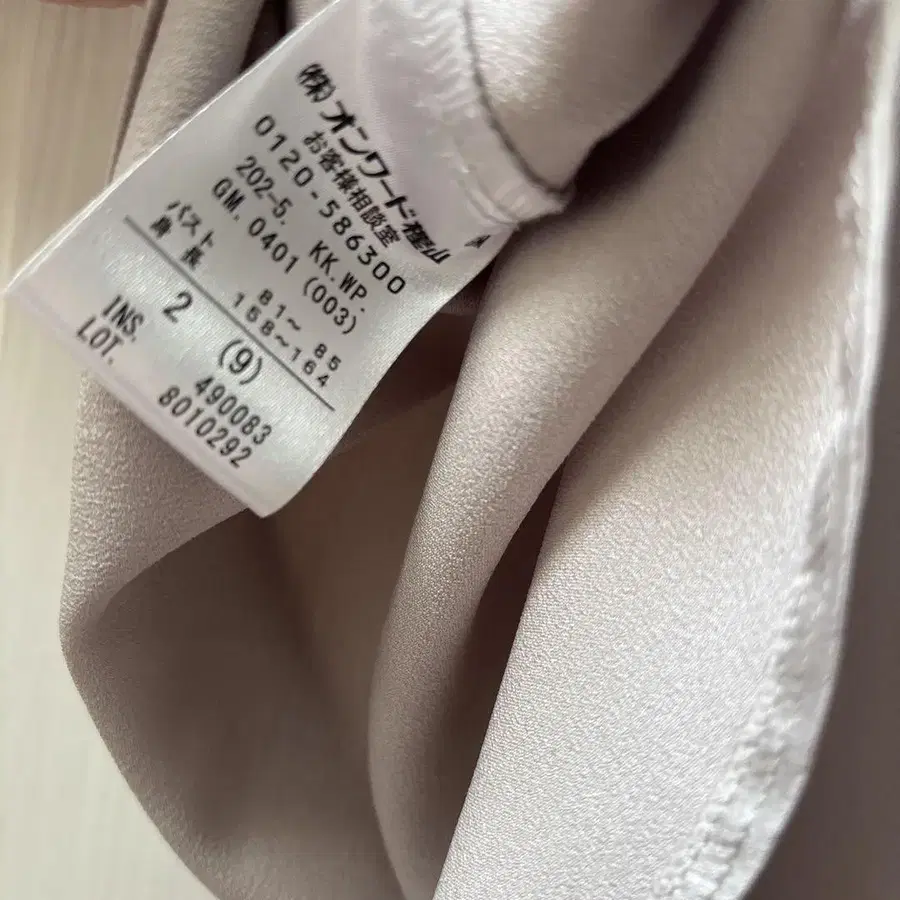 (株)オンワード樫山
お客様相談室
0120-586300
202-5. KK.WP.
GM.0401 (003)
バスト 81～ 85
身長 158～164
2 (9)
INS. 490083
LOT. 8010292